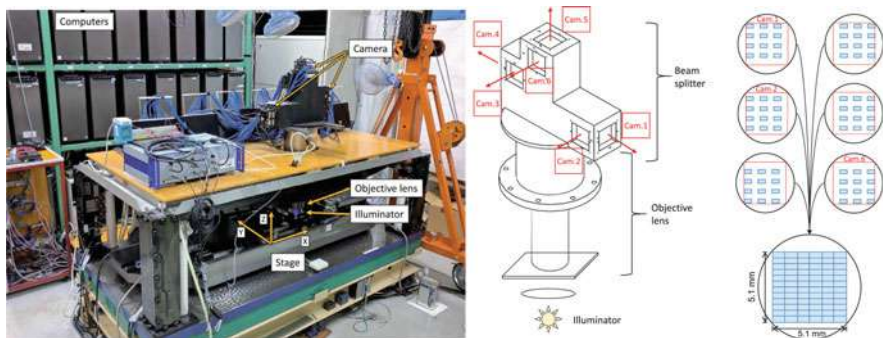 Computers
Camera
Objective lens
Illuminator
Z
Y
X
Stage
Cam.5
Cam.4
Cam.6
Cam.3
Cam.1
Cam.2
Beam
splitter
Objective
lens
Illuminator
Cam.1
Cam.2
Cam.6
5.1 mm
5.1 mm